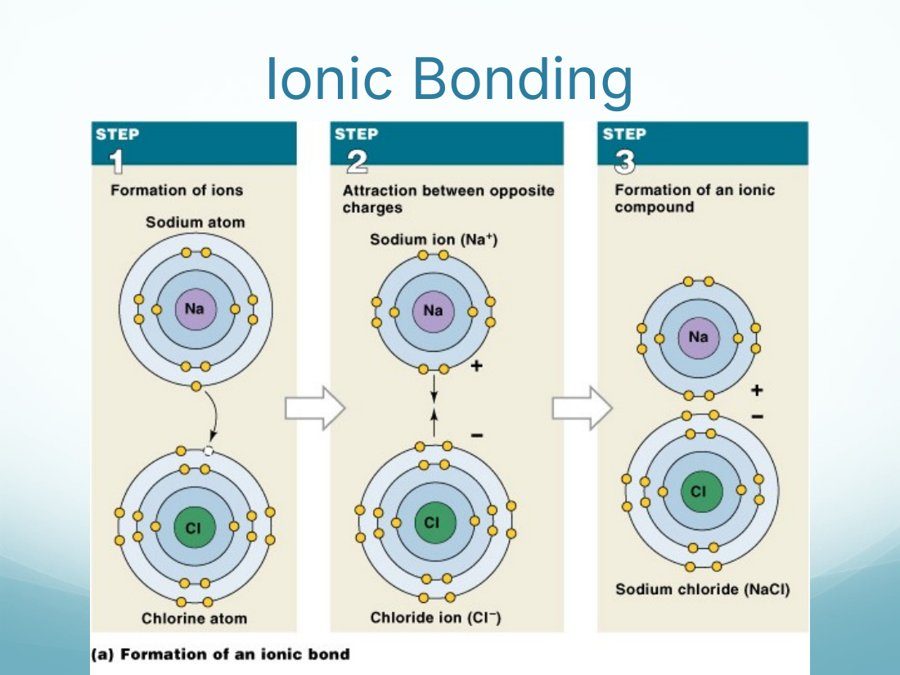 Ionic Bonding
STEP
1
Formation of ions
Sodium atom
Na
Cl
Chlorine atom
STEP
2
Attraction between opposite
charges
Sodium ion (Na⁺)
Na
+
−
Cl
Chloride ion (Cl⁻)
STEP
3
Formation of an ionic
compound
Na
+
−
Cl
Sodium chloride (NaCl)
(a) Formation of an ionic bond